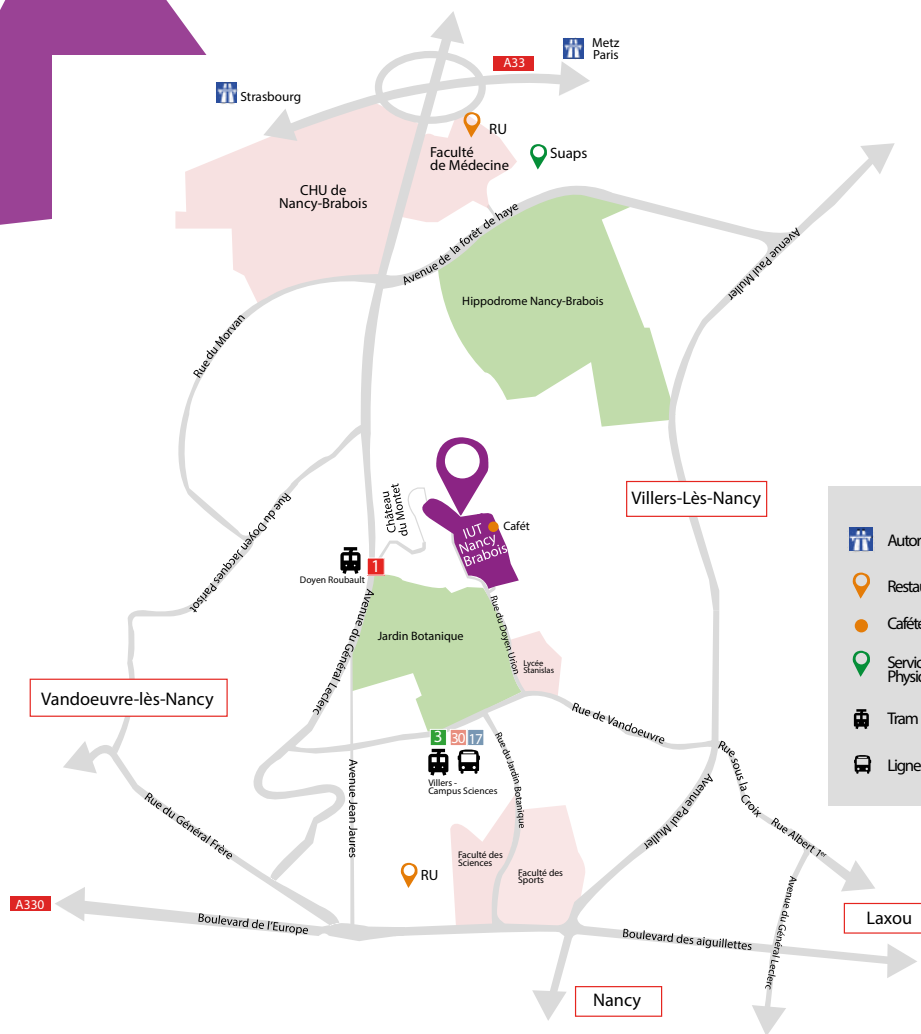 Metz
Paris
A33
Strasbourg
RU
Faculté
de Médecine
Suaps
CHU de
Nancy-Brabois
Avenue de la forêt de haye
Avenue Paul Muller
Hippodrome Nancy-Brabois
Rue du Morvan
Villers-Lès-Nancy
Château
du Montet
IUT
Nancy
Brabois
Cafét
Rue du Doyen Jacques Parisot
1
Doyen Roubault
Avenue du Général Leclerc
Jardin Botanique
Rue du Doyen Urion
Lycée
Stanislas
Vandoeuvre-lès-Nancy
Rue de Vandoeuvre
3
30
17
Villers -
Campus Sciences
Rue du Jardin Botanique
Avenue Jean Jaures
Avenue Paul Muller
Rue sous la Croix
Rue Albert 1er
Rue du Général Frère
Faculté des
Sciences
Faculté des
Sports
RU
A330
Boulevard de l'Europe
Boulevard des aiguillettes
Avenue du Général Leclerc
Laxou
Nancy
Tram
Ligne